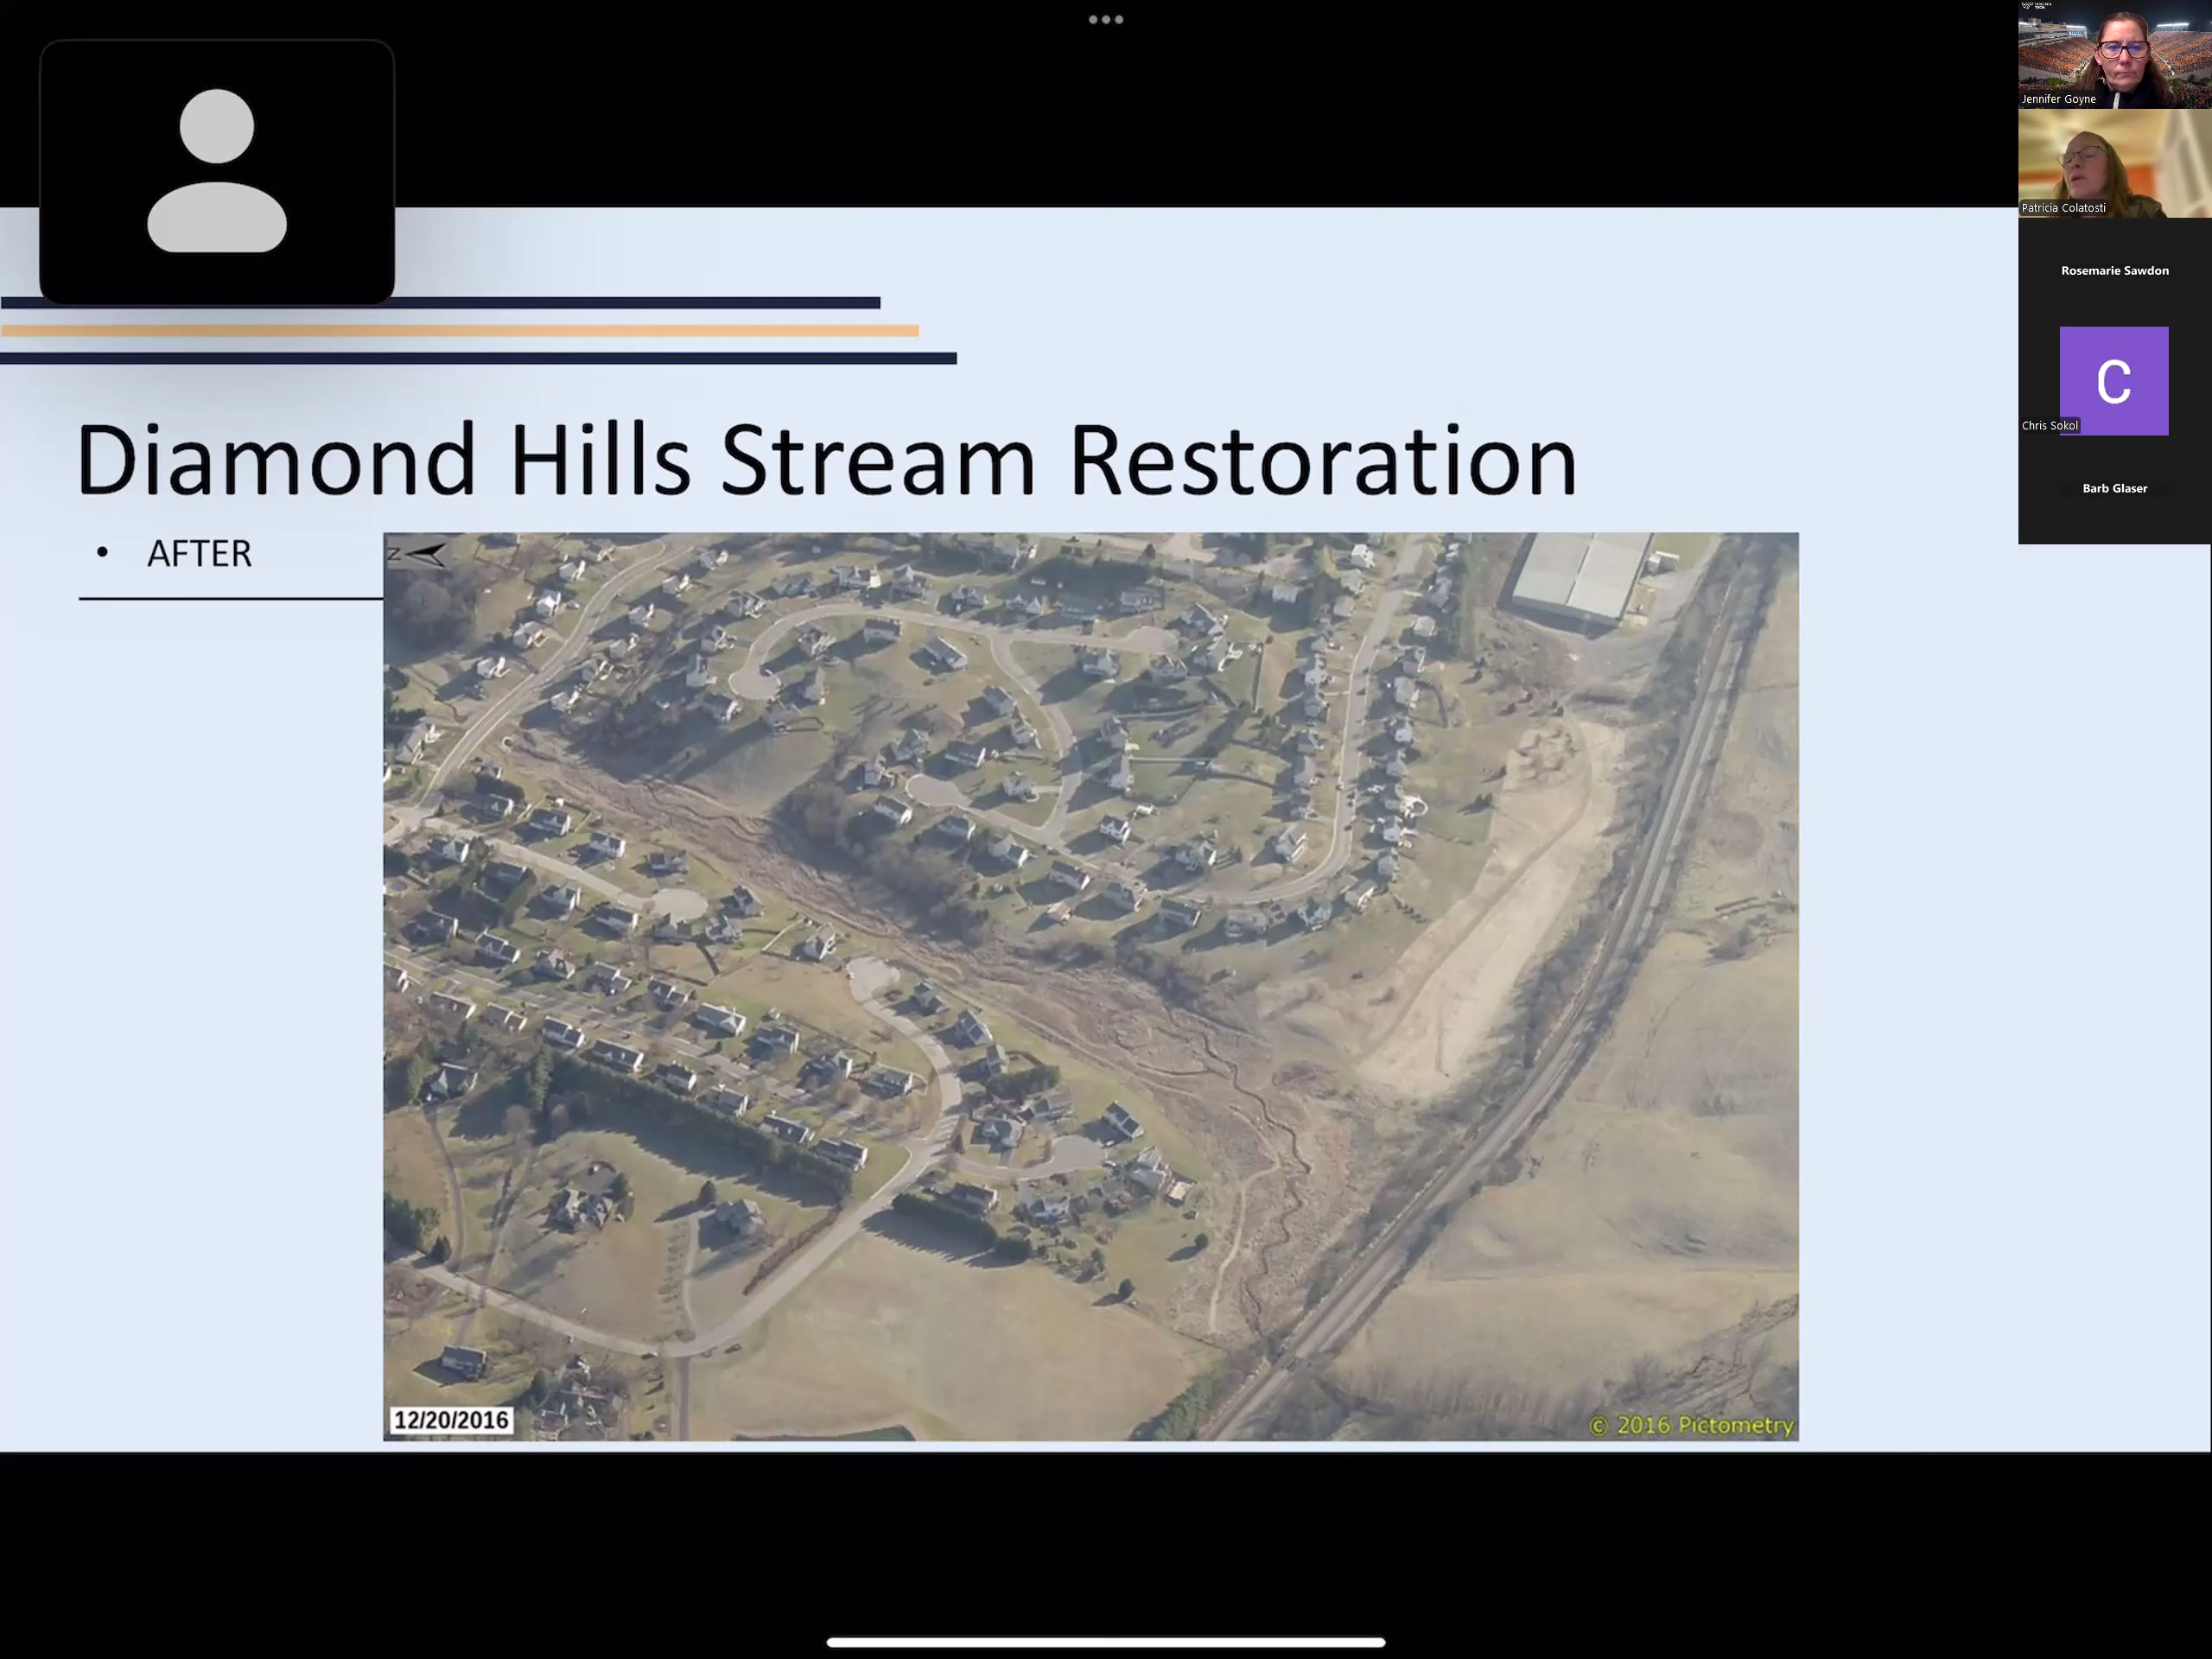 Jennifer Goyne
Patricia Colatosti
Rosemarie Sawdon
C
Chris Sokol
Barb Glaser
Diamond Hills Stream Restoration
• AFTER
N
12/20/2016
© 2016 Pictometry